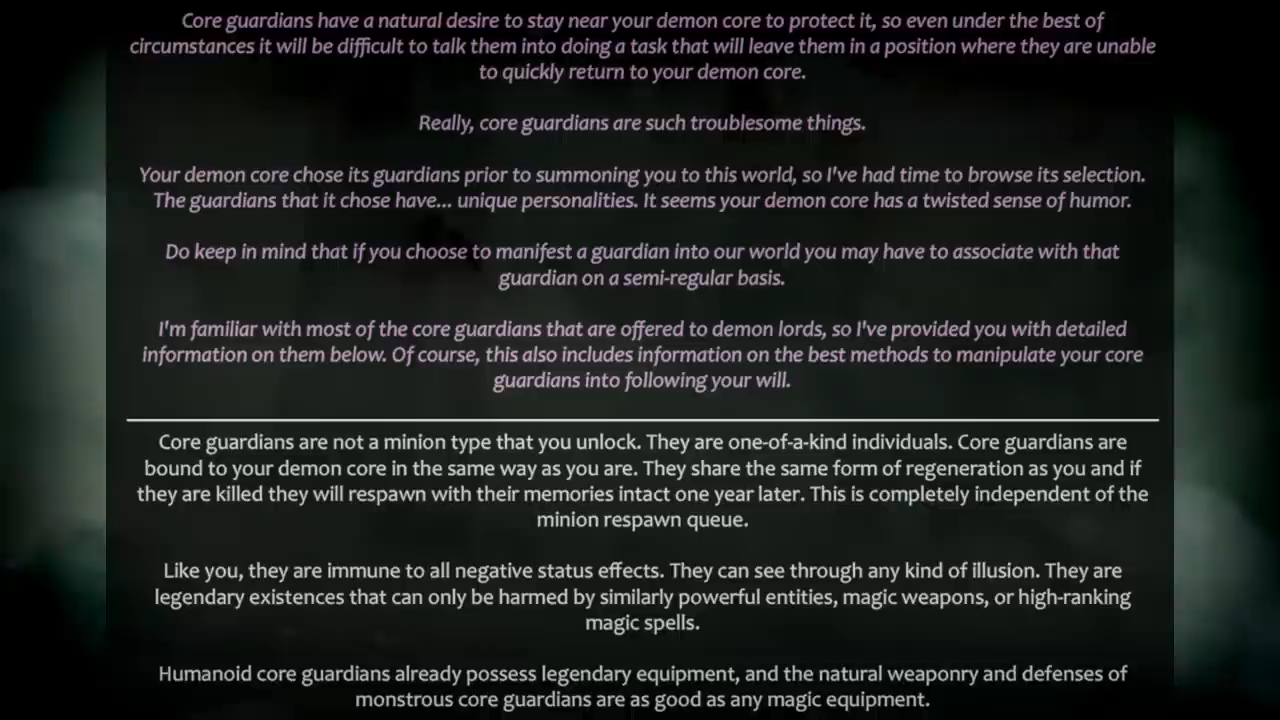 Core guardians have a natural desire to stay near your demon core to protect it, so even under the best of
circumstances it will be difficult to talk them into doing a task that will leave them in a position where they are unable
to quickly return to your demon core.
Really, core guardians are such troublesome things.
Your demon core chose its guardians prior to summoning you to this world, so I've had time to browse its selection.
The guardians that it chose have... unique personalities. It seems your demon core has a twisted sense of humor.
Do keep in mind that if you choose to manifest a guardian into our world you may have to associate with that
guardian on a semi-regular basis.
I'm familiar with most of the core guardians that are offered to demon lords, so I've provided you with detailed
information on them below. Of course, this also includes information on the best methods to manipulate your core
guardians into following your will.
Core guardians are not a minion type that you unlock. They are one-of-a-kind individuals. Core guardians are
bound to your demon core in the same way as you are. They share the same form of regeneration as you and if
they are killed they will respawn with their memories intact one year later. This is completely independent of the
minion respawn queue.
Like you, they are immune to all negative status effects. They can see through any kind of illusion. They are
legendary existences that can only be harmed by similarly powerful entities, magic weapons, or high-ranking
magic spells.
Humanoid core guardians already possess legendary equipment, and the natural weaponry and defenses of
monstrous core guardians are as good as any magic equipment.